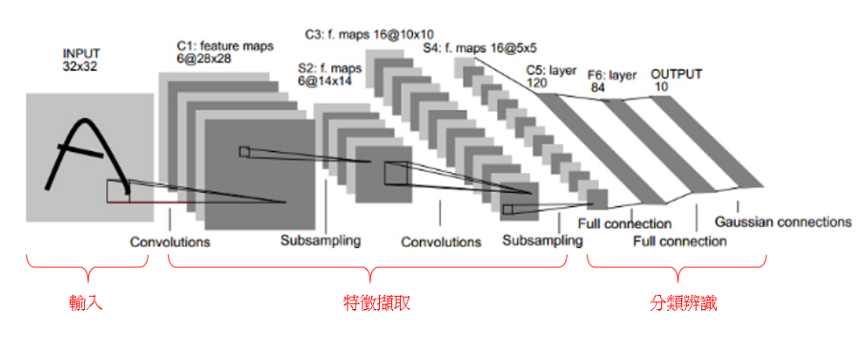 INPUT
32x32
C1: feature maps
6@28x28
C3: f. maps 16@10x10
S2: f. maps
6@14x14
S4: f. maps 16@5x5
C5: layer
120
F6: layer
84
OUTPUT
10
A
Convolutions
Subsampling
Convolutions
Subsampling
Full connection
Full connection
Gaussian connections
輸入
特徵擷取
分類辨識